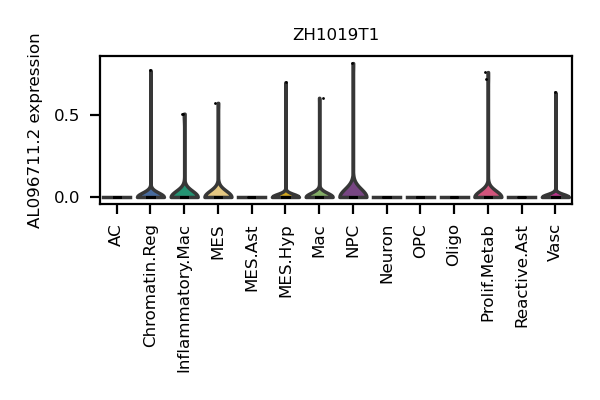 ZH1019T1
AL096711.2 expression
0.5
0.0
AC
Chromatin.Reg
Inflammatory.Mac
MES
MES.Ast
MES.Hyp
Mac
NPC
Neuron
OPC
Oligo
Prolif.Metab
Reactive.Ast
Vasc